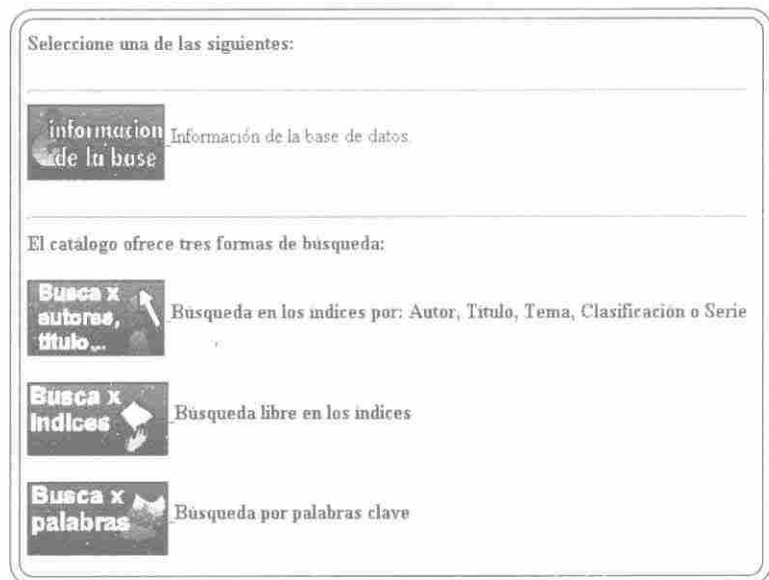 Seleccione una de las siguientes:
informacion
de la base
Información de la base de datos.
El catálogo ofrece tres formas de búsqueda:
Busca x
autores,
titulo...
Búsqueda en los índices por: Autor, Título, Tema, Clasificación o Serie
Busca x
indices
Búsqueda libre en los índices
Busca x
palabras
Búsqueda por palabras clave